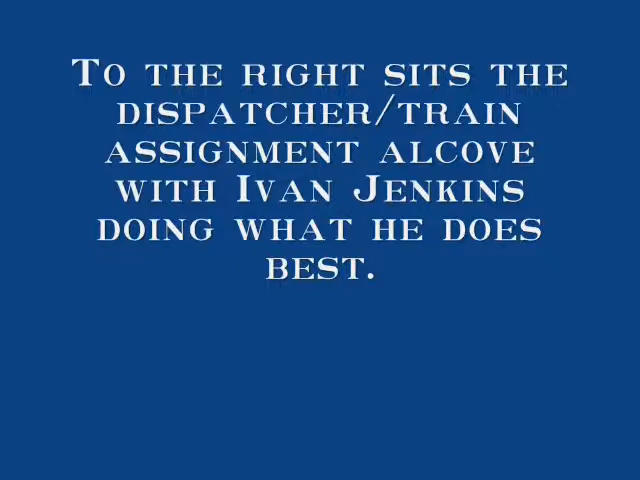 To the right sits the
dispatcher/train
assignment alcove
with Ivan Jenkins
doing what he does
best.